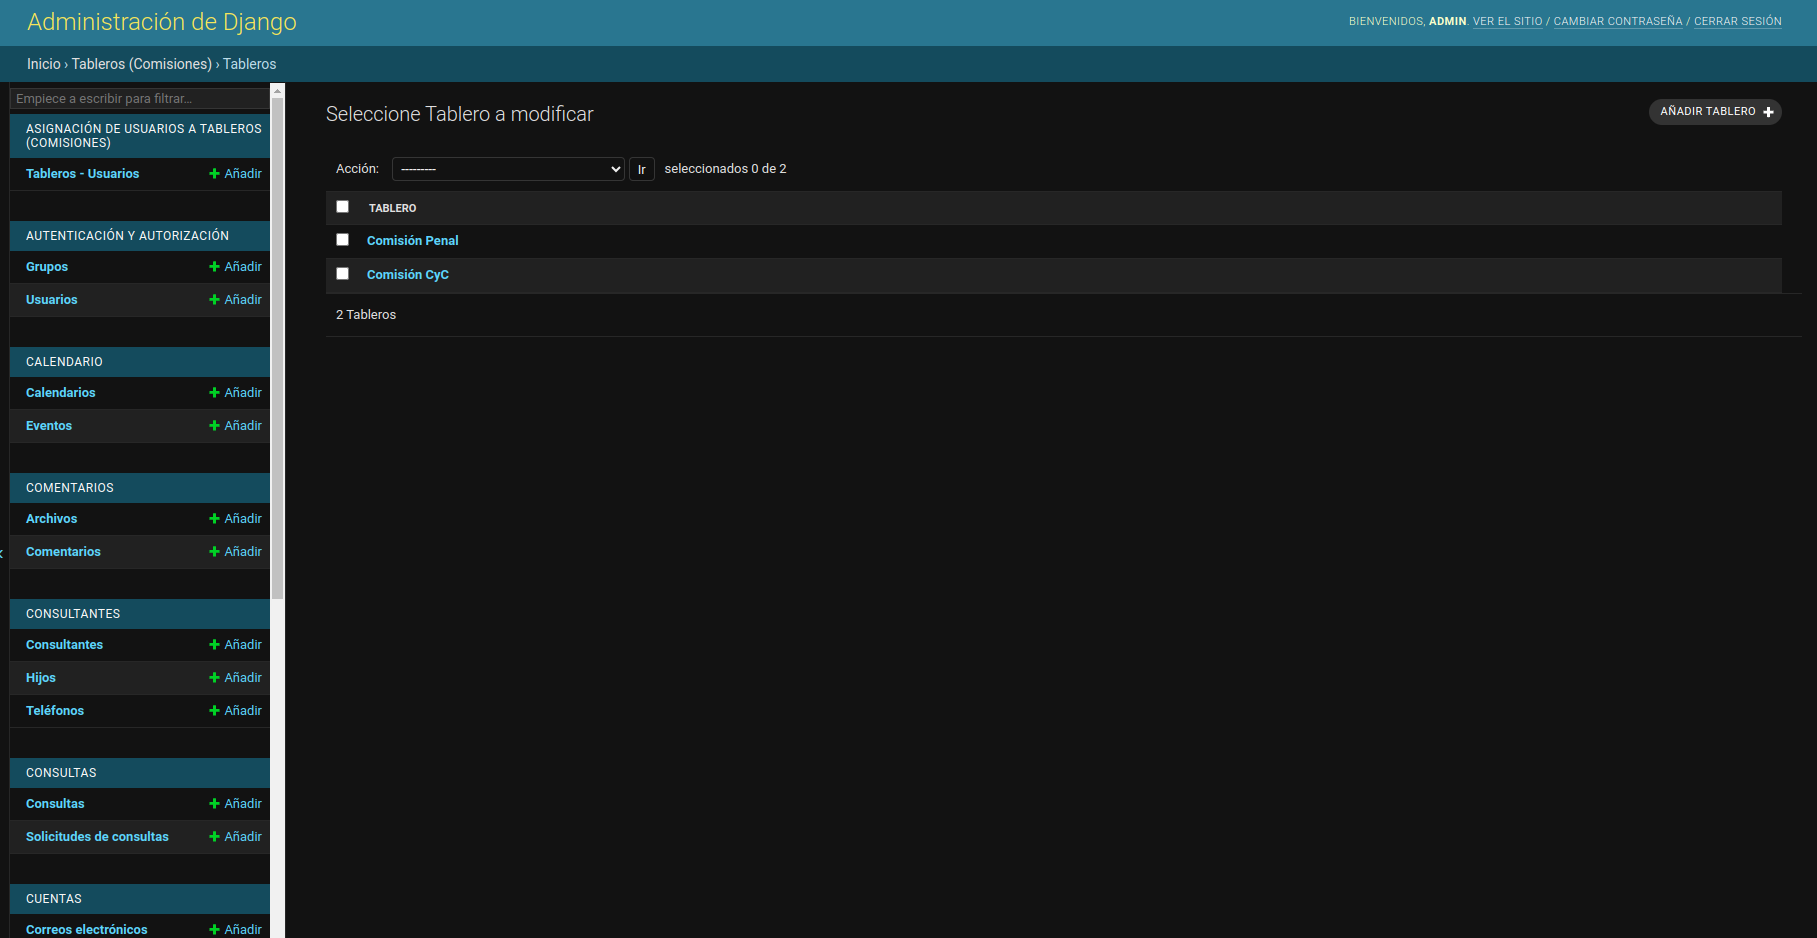 Administración de Django
BIENVENIDOS, ADMIN. VER EL SITIO / CAMBIAR CONTRASEÑA / CERRAR SESIÓN
Inicio › Tableros (Comisiones) › Tableros
Empiece a escribir para filtrar...
ASIGNACIÓN DE USUARIOS A TABLEROS
(COMISIONES)
Tableros - Usuarios Añadir
AUTENTICACIÓN Y AUTORIZACIÓN
Grupos Añadir
Usuarios Añadir
CALENDARIO
Calendarios Añadir
Eventos Añadir
COMENTARIOS
Archivos Añadir
Comentarios Añadir
CONSULTANTES
Consultantes Añadir
Hijos Añadir
Teléfonos Añadir
CONSULTAS
Consultas Añadir
Solicitudes de consultas Añadir
CUENTAS
Correos electrónicos Añadir
Seleccione Tablero a modificar
AÑADIR TABLERO
Acción: --------- Ir seleccionados 0 de 2
TABLERO
Comisión Penal
Comisión CyC
2 Tableros